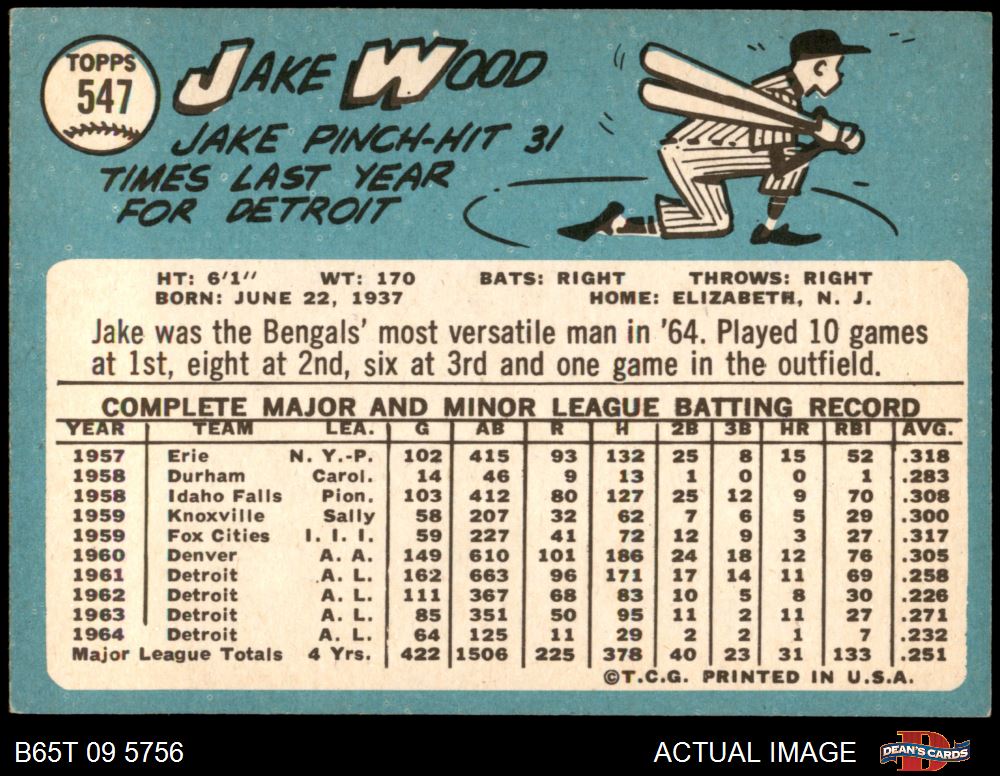 TOPPS
547
JAKE WOOD
JAKE PINCH-HIT 31
TIMES LAST YEAR
FOR DETROIT
HT: 6'1" WT: 170 BATS: RIGHT THROWS: RIGHT
BORN: JUNE 22, 1937 HOME: ELIZABETH, N. J.
Jake was the Bengals' most versatile man in '64. Played 10 games
at 1st, eight at 2nd, six at 3rd and one game in the outfield.
COMPLETE MAJOR AND MINOR LEAGUE BATTING RECORD
YEAR TEAM LEA. G AB R H 2B 3B HR RBI AVG.
1957 Erie N. Y.-P. 102 415 93 132 25 8 15 52 .318
1958 Durham Carol. 14 46 9 13 1 0 0 1 .283
1958 Idaho Falls Pion. 103 412 80 127 25 12 9 70 .308
1959 Knoxville Sally 58 207 32 62 7 6 5 29 .300
1959 Fox Cities I. I. I. 59 227 41 72 12 9 3 27 .317
1960 Denver A. A. 149 610 101 186 24 18 12 76 .305
1961 Detroit A. L. 162 663 96 171 17 14 11 69 .258
1962 Detroit A. L. 111 367 68 83 10 5 8 30 .226
1963 Detroit A. L. 85 351 50 95 11 2 11 27 .271
1964 Detroit A. L. 64 125 11 29 2 2 1 7 .232
Major League Totals 4 Yrs. 422 1506 225 378 40 23 31 133 .251
©T.C.G. PRINTED IN U.S.A.
B65T 09 5756 ACTUAL IMAGE DEAN'S CARDS